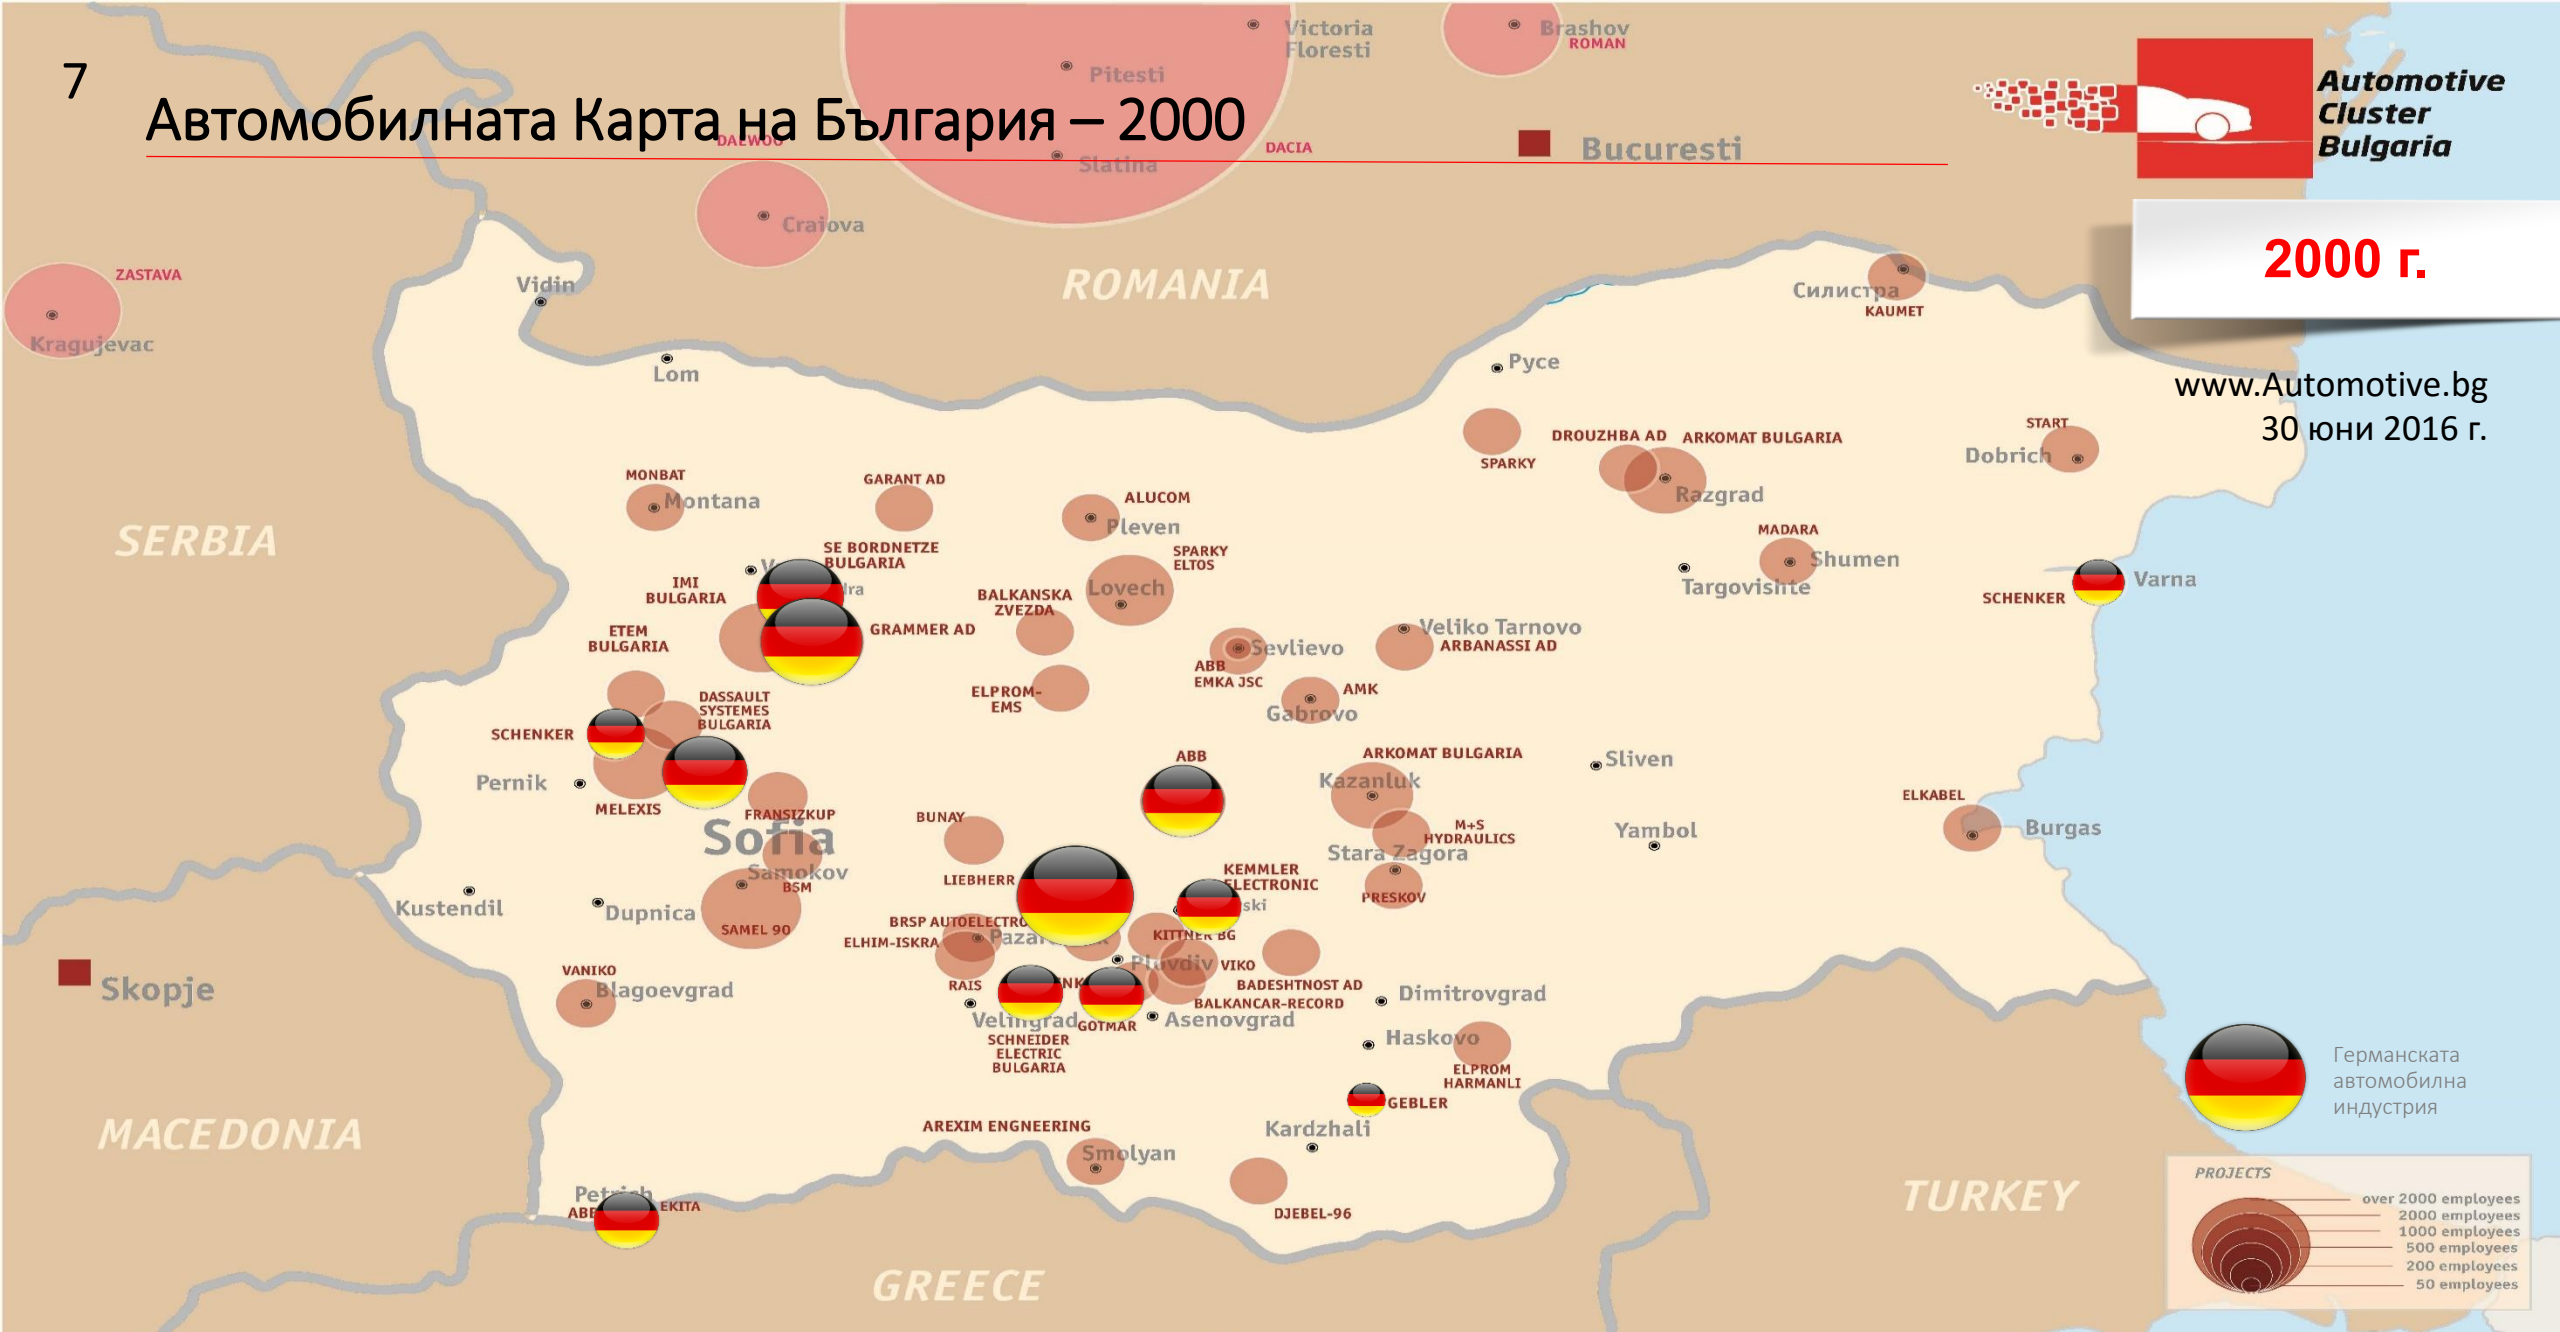 7
Автомобилната Карта на България – 2000
Automotive
Cluster
Bulgaria
2000 г.
www.Automotive.bg
30 юни 2016 г.
Victoria
Floresti
Brashov
ROMAN
Pitesti
DAEWOO
Slatina
DACIA
Bucuresti
Craiova
ZASTAVA
Kragujevac
ROMANIA
Vidin
Силистра
KAUMET
Lom
Русе
SPARKY
DROUZHBA AD
ARKOMAT BULGARIA
Razgrad
START
Dobrich
MONBAT
Montana
GARANT AD
ALUCOM
Pleven
SERBIA
SE BORDNETZE
BULGARIA
IMI
BULGARIA
SPARKY
ELTOS
Lovech
MADARA
Shumen
Targovishte
SCHENKER
Varna
BALKANSKA
ZVEZDA
ETEM
BULGARIA
GRAMMER AD
Sevlievo
ABB
EMKA JSC
Veliko Tarnovo
ARBANASSI AD
ELPROM-
EMS
AMK
Gabrovo
DASSAULT
SYSTEMES
BULGARIA
SCHENKER
Pernik
MELEXIS
FRANSIZKUP
Sofia
Samokov
BSM
SAMEL 90
ABB
ARKOMAT BULGARIA
Kazanluk
Sliven
M+S
HYDRAULICS
Stara Zagora
PRESKOV
Yambol
ELKABEL
Burgas
BUNAY
LIEBHERR
KEMMLER
ELECTRONIC
Kustendil
Dupnica
BRSP AUTOELECTRO
ELHIM-ISKRA
KITTNER BG
Plovdiv
VIKO
RAIS
BADESHTNOST AD
BALKANCAR-RECORD
Velingrad
GOTMAR
Asenovgrad
SCHNEIDER
ELECTRIC
BULGARIA
Dimitrovgrad
Haskovo
ELPROM
HARMANLI
Skopje
VANIKO
Blagoevgrad
GEBLER
Kardzhali
MACEDONIA
AREXIM ENGNEERING
Smolyan
DJEBEL-96
Petrich
EKITA
GREECE
TURKEY
Германската
автомобилна
индустрия
PROJECTS
over 2000 employees
2000 employees
1000 employees
500 employees
200 employees
50 employees